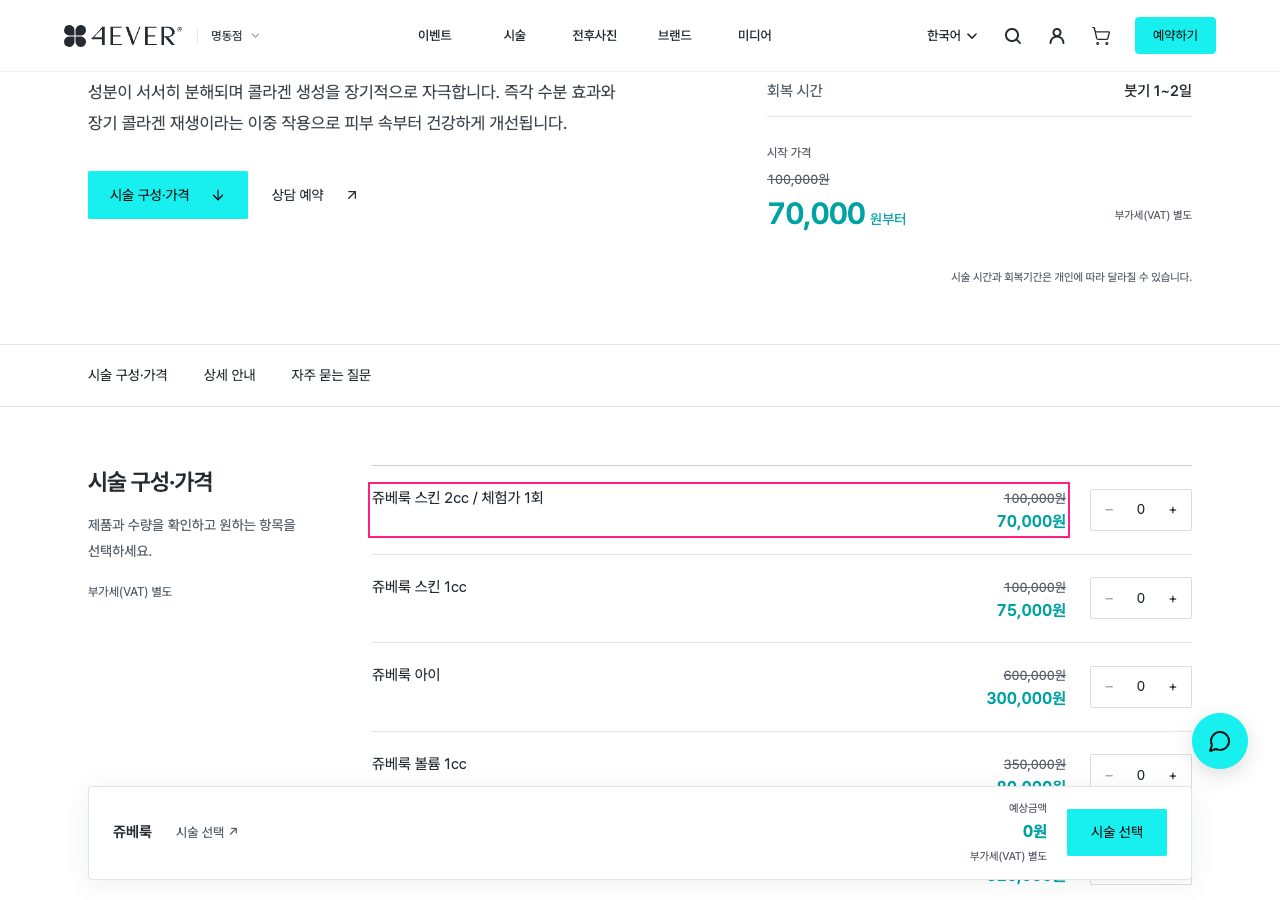 4EVER®
명동점
이벤트
시술
전후사진
브랜드
미디어
한국어
예약하기
성분이 서서히 분해되며 콜라겐 생성을 장기적으로 자극합니다. 즉각 수분 효과와
장기 콜라겐 재생이라는 이중 작용으로 피부 속부터 건강하게 개선됩니다.
시술 구성·가격
상담 예약
회복 시간
붓기 1~2일
시작 가격
100,000원
70,000 원부터
부가세(VAT) 별도
시술 시간과 회복기간은 개인에 따라 달라질 수 있습니다.
시술 구성·가격
상세 안내
자주 묻는 질문
시술 구성·가격
제품과 수량을 확인하고 원하는 항목을
선택하세요.
부가세(VAT) 별도
쥬베룩 스킨 2cc / 체험가 1회
100,000원
70,000원
− 0 +
쥬베룩 스킨 1cc
100,000원
75,000원
− 0 +
쥬베룩 아이
600,000원
300,000원
− 0 +
쥬베룩 볼륨 1cc
350,000원
− 0 +
쥬베룩
시술 선택
예상금액
0원
부가세(VAT) 별도
시술 선택